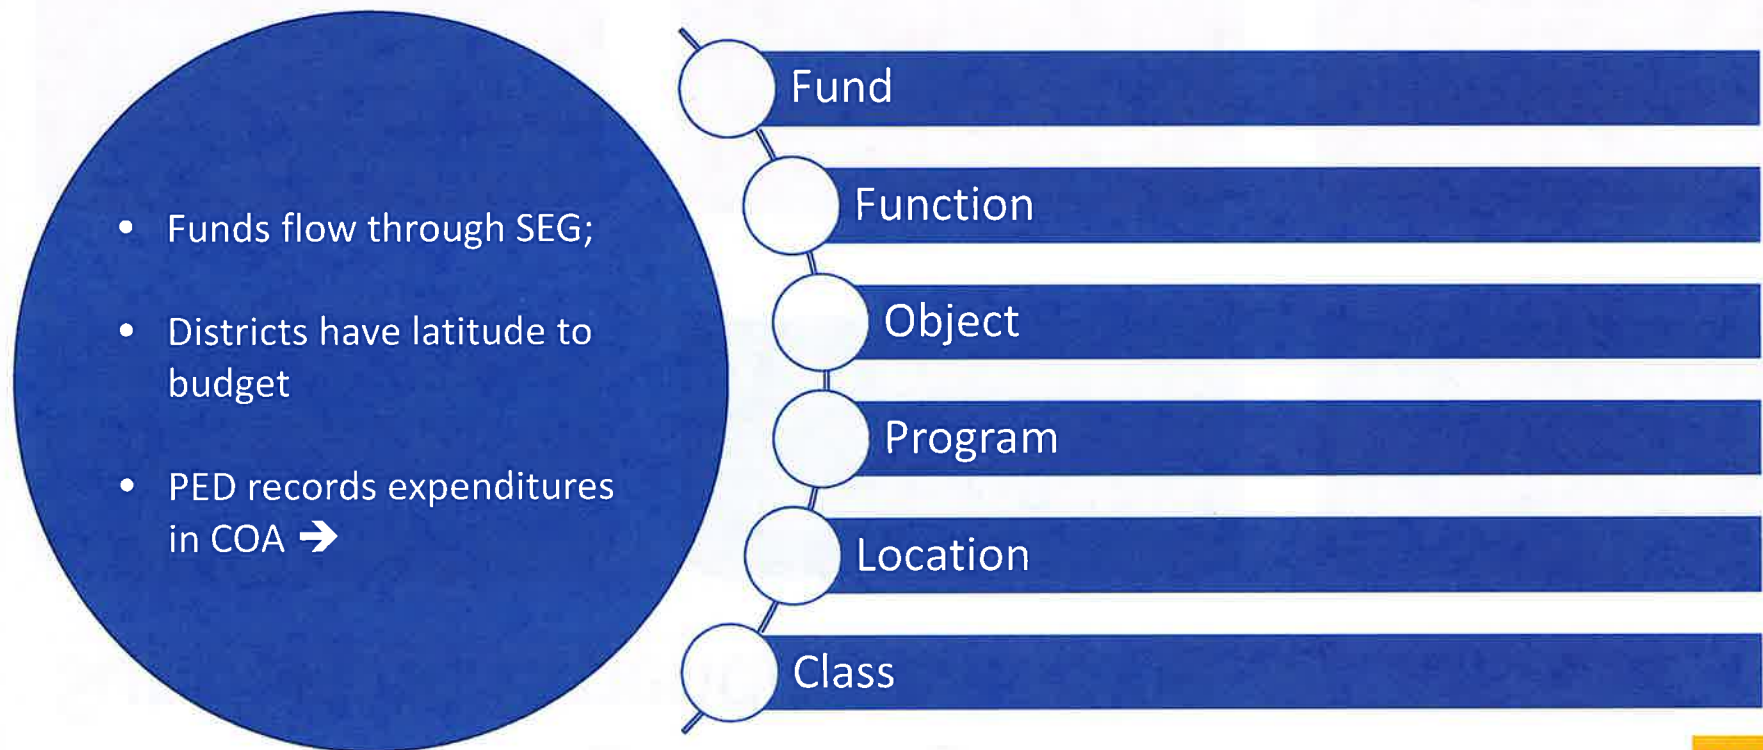 • Funds flow through SEG;
• Districts have latitude to
budget
• PED records expenditures
in COA ➔
Fund
Function
Object
Program
Location
Class